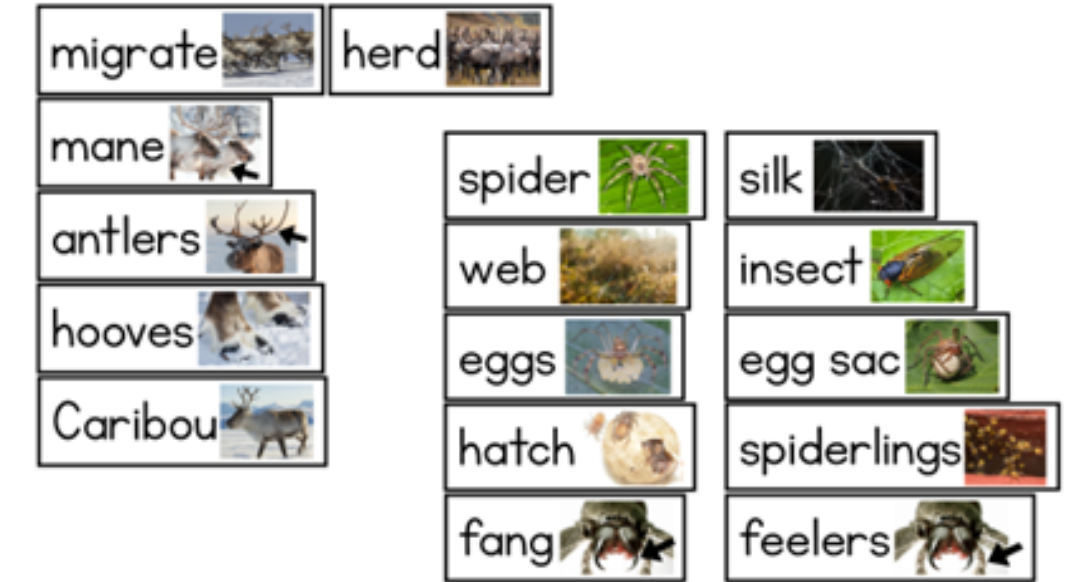 migrate herd
mane
antlers
hooves
Caribou
spider silk
web insect
eggs egg sac
hatch spiderlings
fang feelers